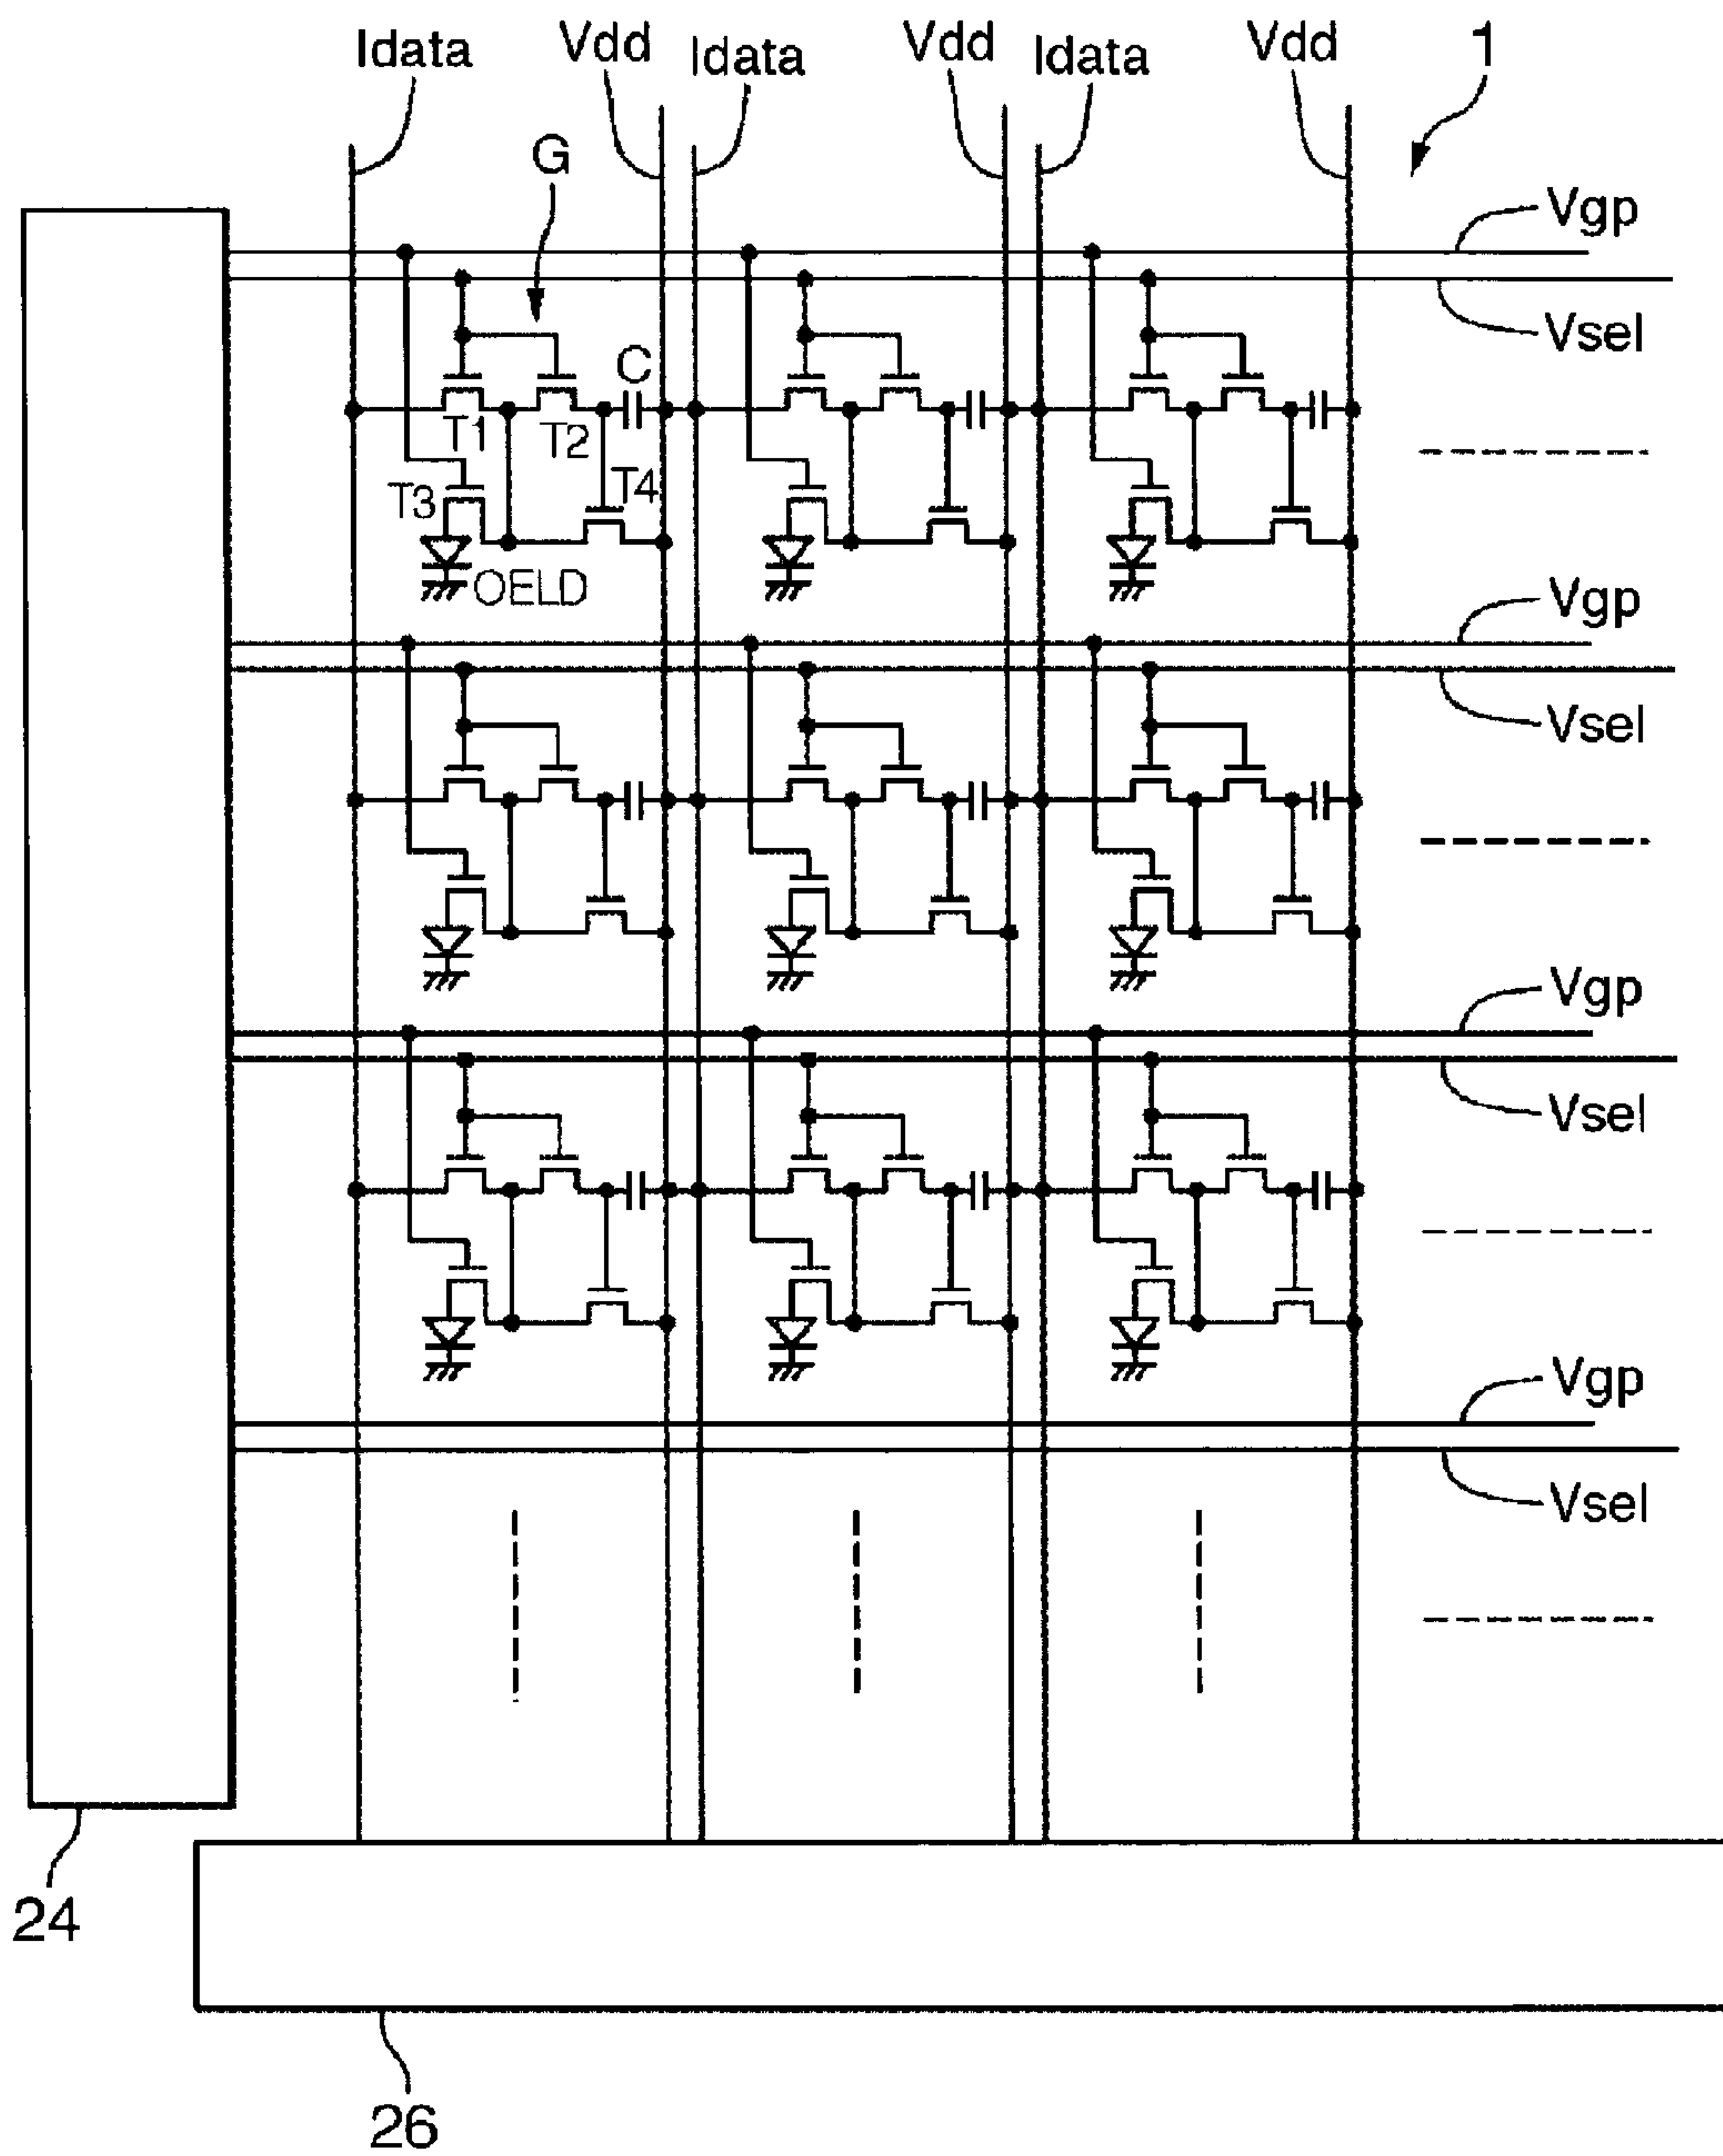 Idata
Vdd
Idata
Vdd
Idata
Vdd
1
G
Vgp
Vsel
C
T1
T2
T3
T4
OELD
Vgp
Vsel
Vgp
Vsel
Vgp
Vsel
24
26